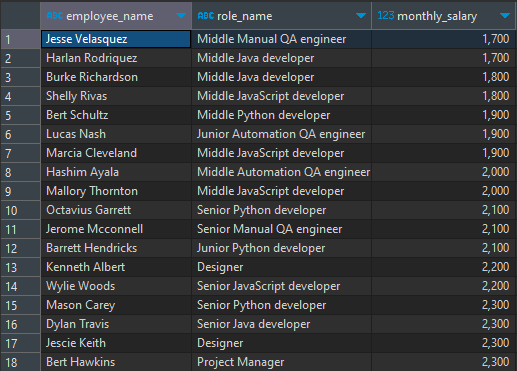 ABC employee_name ABC role_name 123 monthly_salary
1 Jesse Velasquez Middle Manual QA engineer 1,700
2 Harlan Rodriquez Middle Java developer 1,700
3 Burke Richardson Middle Java developer 1,800
4 Shelly Rivas Middle JavaScript developer 1,800
5 Bert Schultz Middle Python developer 1,900
6 Lucas Nash Junior Automation QA engineer 1,900
7 Marcia Cleveland Middle JavaScript developer 1,900
8 Hashim Ayala Middle Automation QA engineer 2,000
9 Mallory Thornton Middle JavaScript developer 2,000
10 Octavius Garrett Senior Python developer 2,100
11 Jerome Mcconnell Senior Manual QA engineer 2,100
12 Barrett Hendricks Junior Python developer 2,100
13 Kenneth Albert Designer 2,200
14 Wylie Woods Senior JavaScript developer 2,200
15 Mason Carey Senior Python developer 2,300
16 Dylan Travis Senior Java developer 2,300
17 Jescie Keith Designer 2,300
18 Bert Hawkins Project Manager 2,300